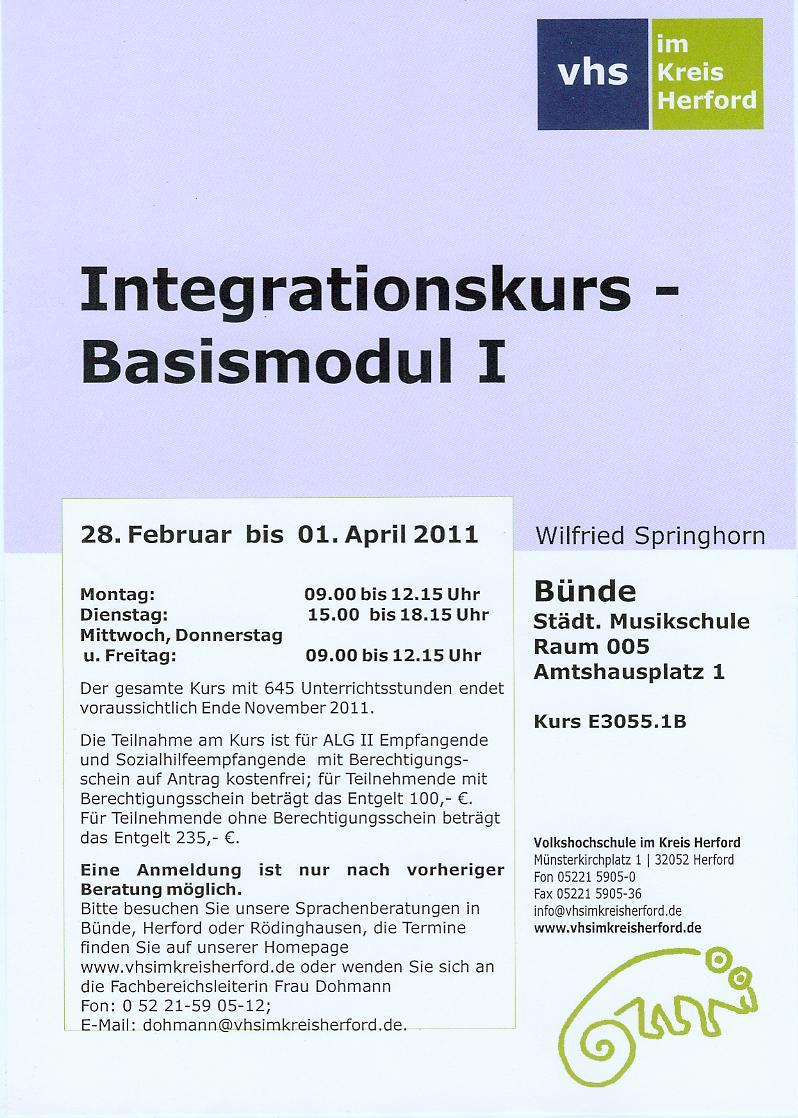 vhs
im
Kreis
Herford
Integrationskurs -
Basismodul I
28. Februar bis 01. April 2011
Montag: 09.00 bis 12.15 Uhr
Dienstag: 15.00 bis 18.15 Uhr
Mittwoch, Donnerstag
u. Freitag: 09.00 bis 12.15 Uhr
Der gesamte Kurs mit 645 Unterrichtsstunden endet
voraussichtlich Ende November 2011.
Die Teilnahme am Kurs ist für ALG II Empfangende
und Sozialhilfeempfangende mit Berechtigungs-
schein auf Antrag kostenfrei; für Teilnehmende mit
Berechtigungsschein beträgt das Entgelt 100,- €.
Für Teilnehmende ohne Berechtigungsschein beträgt
das Entgelt 235,- €.
Eine Anmeldung ist nur nach vorheriger
Beratung möglich.
Bitte besuchen Sie unsere Sprachenberatungen in
Bünde, Herford oder Rödinghausen, die Termine
finden Sie auf unserer Homepage
www.vhsimkreisherford.de oder wenden Sie sich an
die Fachbereichsleiterin Frau Dohmann
Fon: 0 52 21-59 05-12;
E-Mail: dohmann@vhsimkreisherford.de.
Wilfried Springhorn
Bünde
Städt. Musikschule
Raum 005
Amtshausplatz 1
Kurs E3055.1B
Volkshochschule im Kreis Herford
Münsterkirchplatz 1 | 32052 Herford
Fon 05221 5905-0
Fax 05221 5905-36
info@vhsimkreisherford.de
www.vhsimkreisherford.de